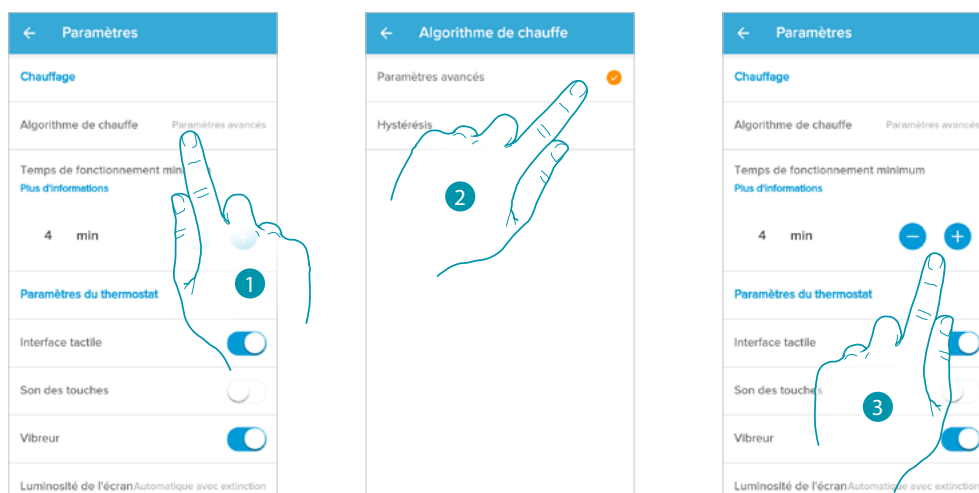 ← Paramètres
Chauffage
Algorithme de chauffe Paramètres avancés
Temps de fonctionnement
Plus d'informations
4 min
+
1
Paramètres du thermostat
Interface tactile
Son des touches
Vibreur
Luminosité de l'écran Automatique avec extinction
← Algorithme de chauffe
Paramètres avancés
Hystérésis
2
← Paramètres
Chauffage
Algorithme de chauffe Paramètres avancés
Temps de fonctionnement minimum
Plus d'informations
4 min − +
Paramètres du thermostat
Interface tactile
Son des touches
3
Vibreur
Luminosité de l'écran Automatique avec extinction